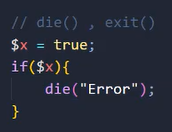 // die() , exit()
$x = true;
if($x){
    die("Error");
}